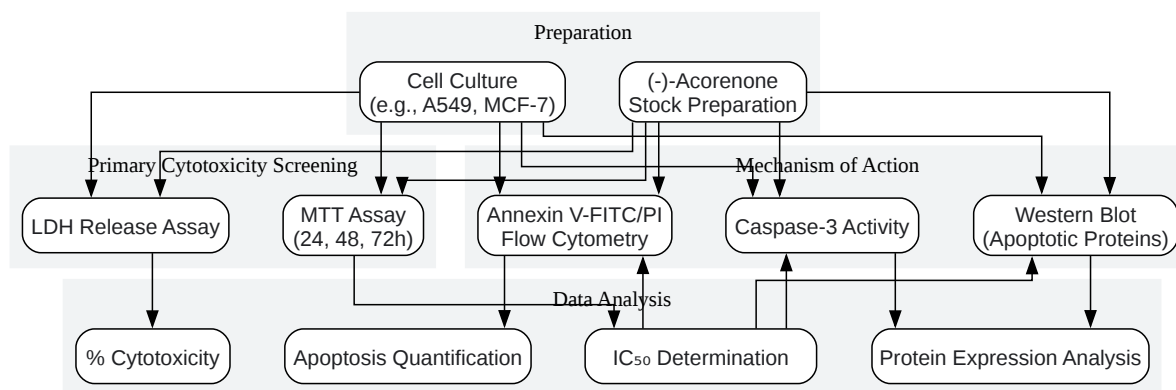 Preparation
Cell Culture
(e.g., A549, MCF-7)
(-)-Acorenone
Stock Preparation
Primary Cytotoxicity Screening
Mechanism of Action
LDH Release Assay
MTT Assay
(24, 48, 72h)
Annexin V-FITC/PI
Flow Cytometry
Caspase-3 Activity
Western Blot
(Apoptotic Proteins)
Data Analysis
% Cytotoxicity
Apoptosis Quantification
IC₅₀ Determination
Protein Expression Analysis